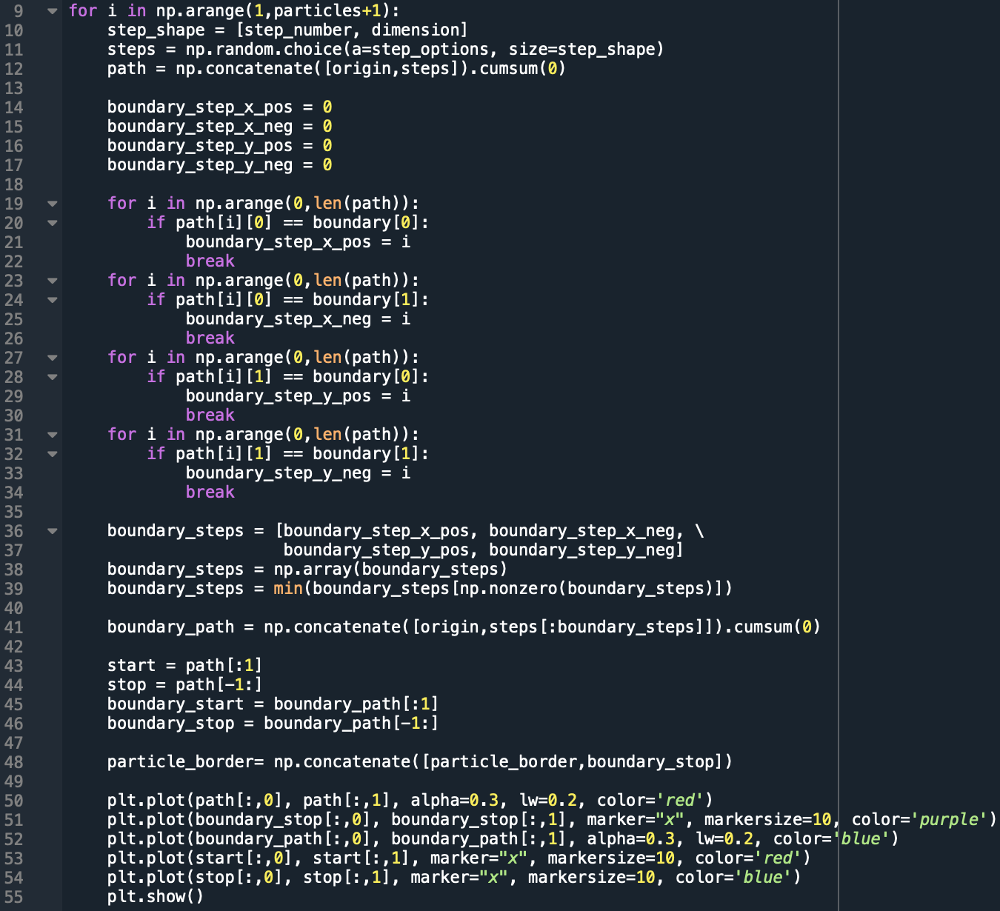 9 for i in np.arange(1,particles+1):
10     step_shape = [step_number, dimension]
11     steps = np.random.choice(a=step_options, size=step_shape)
12     path = np.concatenate([origin,steps]).cumsum(0)
13
14     boundary_step_x_pos = 0
15     boundary_step_x_neg = 0
16     boundary_step_y_pos = 0
17     boundary_step_y_neg = 0
18
19     for i in np.arange(0,len(path)):
20         if path[i][0] == boundary[0]:
21             boundary_step_x_pos = i
22             break
23     for i in np.arange(0,len(path)):
24         if path[i][0] == boundary[1]:
25             boundary_step_x_neg = i
26             break
27     for i in np.arange(0,len(path)):
28         if path[i][1] == boundary[0]:
29             boundary_step_y_pos = i
30             break
31     for i in np.arange(0,len(path)):
32         if path[i][1] == boundary[1]:
33             boundary_step_y_neg = i
34             break
35
36     boundary_steps = [boundary_step_x_pos, boundary_step_x_neg, \
37                       boundary_step_y_pos, boundary_step_y_neg]
38     boundary_steps = np.array(boundary_steps)
39     boundary_steps = min(boundary_steps[np.nonzero(boundary_steps)])
40
41     boundary_path = np.concatenate([origin,steps[:boundary_steps]]).cumsum(0)
42
43     start = path[:1]
44     stop = path[-1:]
45     boundary_start = boundary_path[:1]
46     boundary_stop = boundary_path[-1:]
47
48     particle_border= np.concatenate([particle_border,boundary_stop])
49
50     plt.plot(path[:,0], path[:,1], alpha=0.3, lw=0.2, color='red')
51     plt.plot(boundary_stop[:,0], boundary_stop[:,1], marker="x", markersize=10, color='purple')
52     plt.plot(boundary_path[:,0], boundary_path[:,1], alpha=0.3, lw=0.2, color='blue')
53     plt.plot(start[:,0], start[:,1], marker="x", markersize=10, color='red')
54     plt.plot(stop[:,0], stop[:,1], marker="x", markersize=10, color='blue')
55     plt.show()